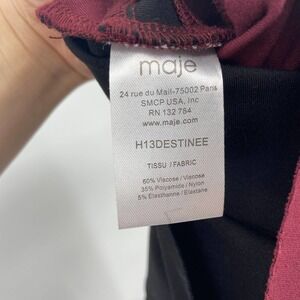 maje
24 rue du Mail-75002 Paris
SMCP USA, Inc
RN 132 784
www.maje.com
H13DESTINEE
TISSU / FABRIC
60% Viscose / Viscose
35% Polyamide / Nylon
5% Elasthanne / Elastane